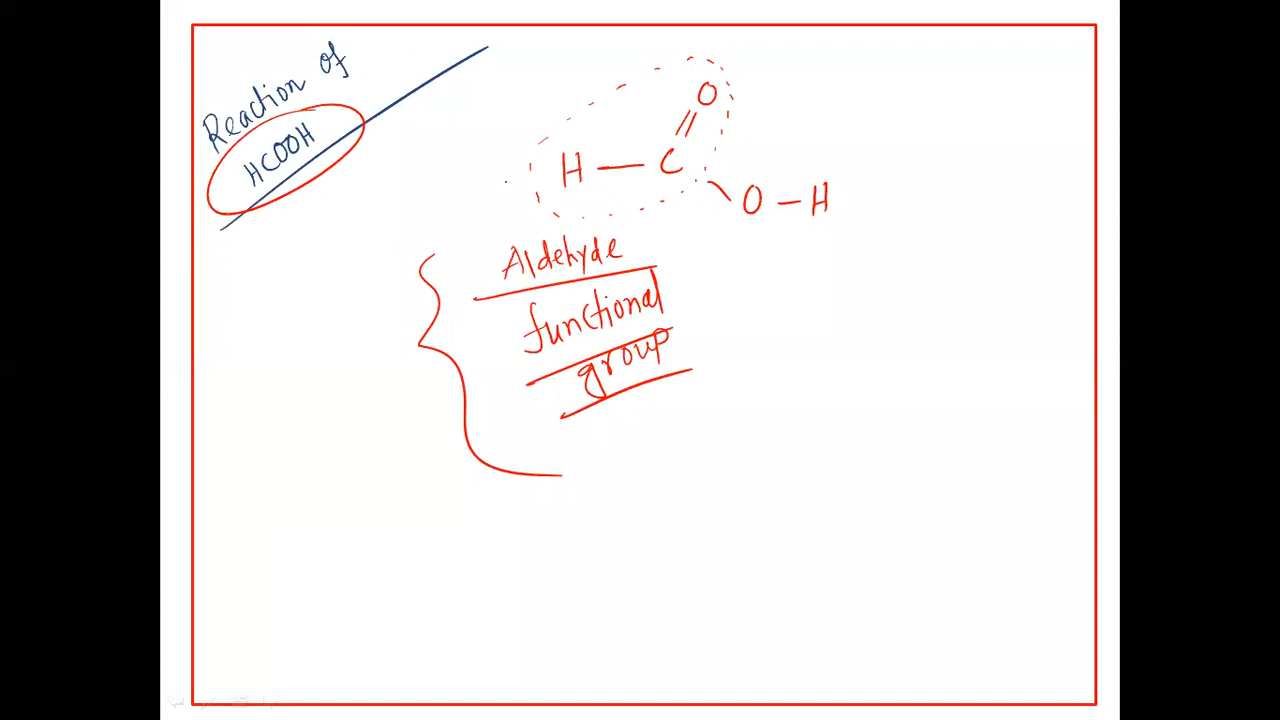 Reaction of
HCOOH
O
H — C
O — H
Aldehyde
functional
group